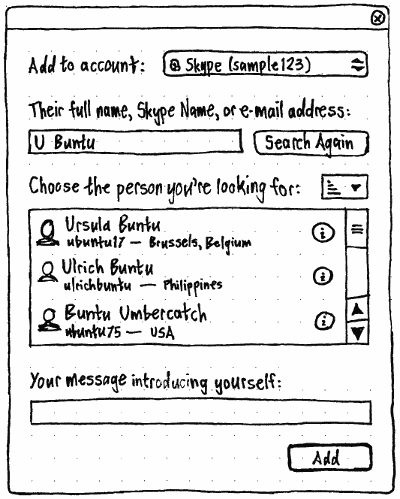 Add to account: Skype (sample123)
Their full name, Skype Name, or e-mail address:
U Buntu Search Again
Choose the person you're looking for:
Ursula Buntu
ubuntu17 — Brussels, Belgium
Ulrich Buntu
ulrichbuntu — Philippines
Buntu Umbercatch
ubuntu75 — USA
Your message introducing yourself:
Add